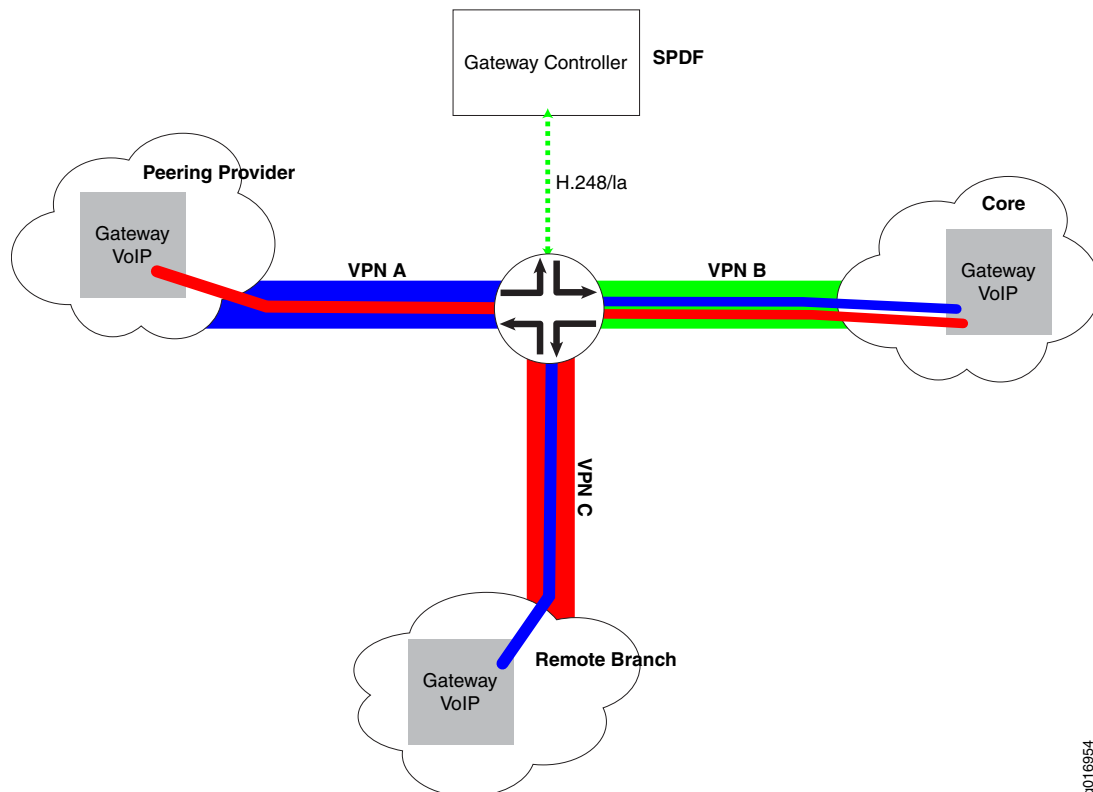 Gateway Controller
SPDF
H.248/Ia
Peering Provider
Gateway
VoIP
VPN A
VPN B
Core
Gateway
VoIP
VPN C
Remote Branch
Gateway
VoIP
g016954